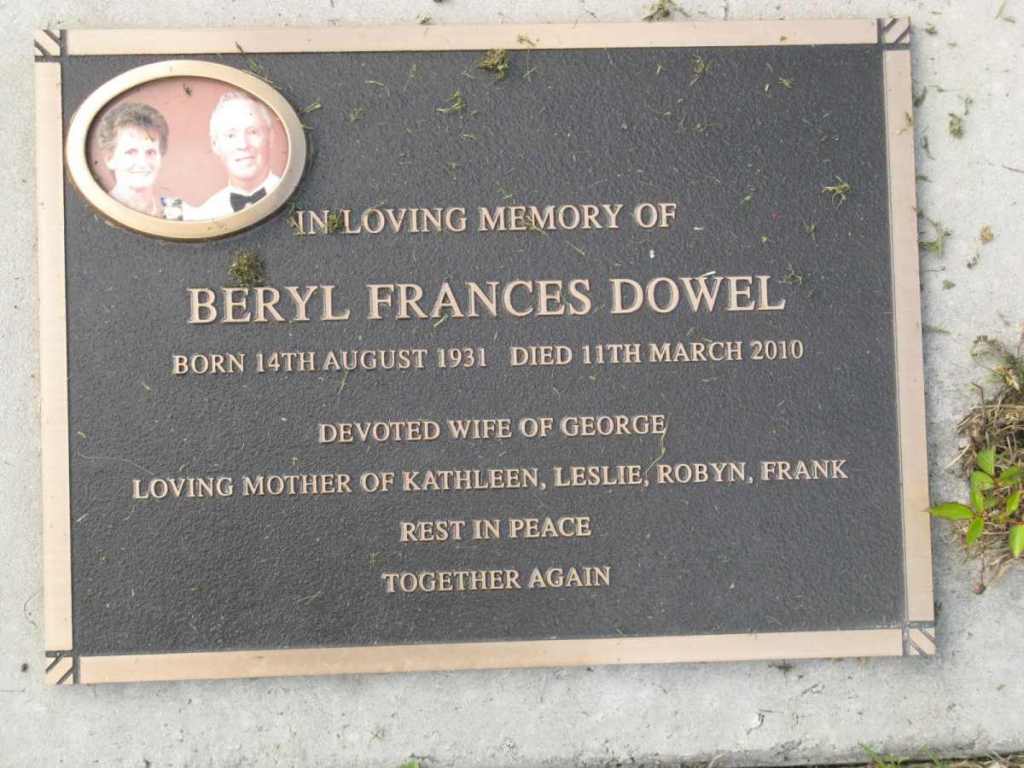 IN LOVING MEMORY OF
BERYL FRANCES DOWEL
BORN 14TH AUGUST 1931 DIED 11TH MARCH 2010
DEVOTED WIFE OF GEORGE
LOVING MOTHER OF KATHLEEN, LESLIE, ROBYN, FRANK
REST IN PEACE
TOGETHER AGAIN